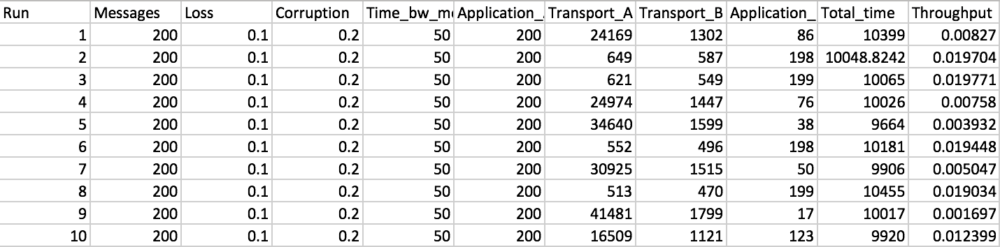 Run Messages Loss Corruption Time_bw_me Application_ Transport_A Transport_B Application_ Total_time Throughput
1 200 0.1 0.2 50 200 24169 1302 86 10399 0.00827
2 200 0.1 0.2 50 200 649 587 198 10048.8242 0.019704
3 200 0.1 0.2 50 200 621 549 199 10065 0.019771
4 200 0.1 0.2 50 200 24974 1447 76 10026 0.00758
5 200 0.1 0.2 50 200 34640 1599 38 9664 0.003932
6 200 0.1 0.2 50 200 552 496 198 10181 0.019448
7 200 0.1 0.2 50 200 30925 1515 50 9906 0.005047
8 200 0.1 0.2 50 200 513 470 199 10455 0.019034
9 200 0.1 0.2 50 200 41481 1799 17 10017 0.001697
10 200 0.1 0.2 50 200 16509 1121 123 9920 0.012399